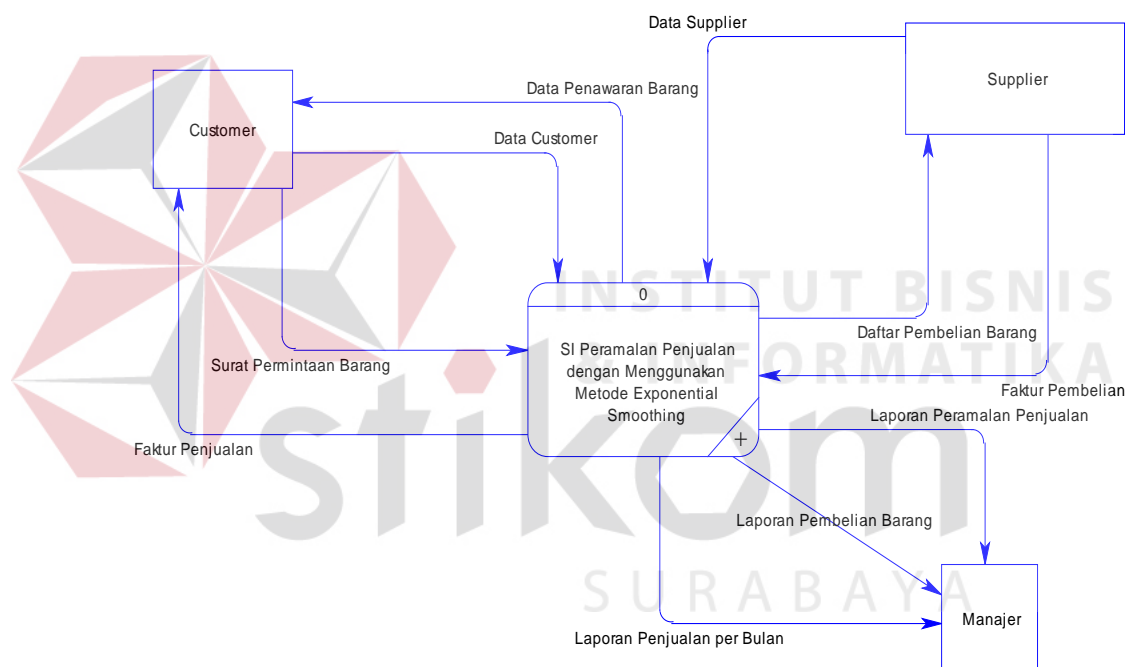 Data Supplier
Supplier
Data Penawaran Barang
Customer
Data Customer
INSTITUT BISNIS
0
Daftar Pembelian Barang
SI Peramalan Penjualan
dengan Menggunakan
Metode Exponential
Smoothing
+
& INFORMATIKA
Surat Permintaan Barang
Faktur Pembelian
Laporan Peramalan Penjualan
Faktur Penjualan
stikom
Laporan Pembelian Barang
SURABAYA
Manajer
Laporan Penjualan per Bulan